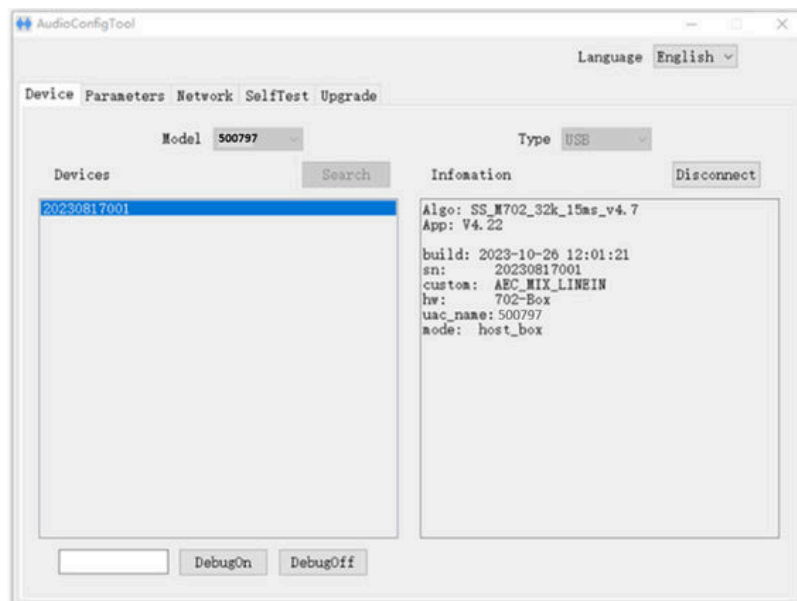 AudioConfigTool
Language English
Device Parameters Network SelfTest Upgrade
Model 500797 Type USB
Devices Search Infomation Disconnect
20230817001
Algo: SS_M702_32k_15ms_v4.7
App: V4.22
build: 2023-10-26 12:01:21
sn: 20230817001
custom: AEC_MIX_LINEIN
hw: 702-Box
uac_name: 500797
mode: host_box
DebugOn DebugOff